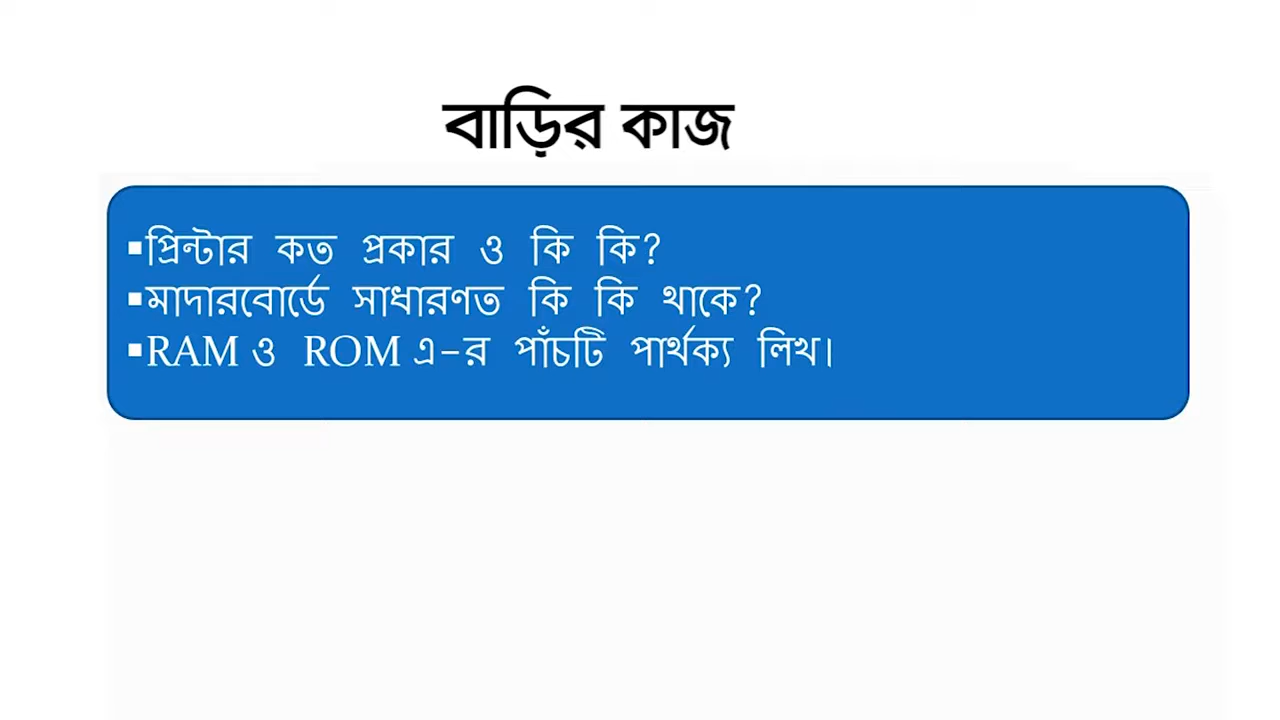 বাড়ির কাজ
▪প্রিন্টার কত প্রকার ও কি কি?
▪মাদারবোর্ডে সাধারণত কি কি থাকে?
▪RAM ও ROM এ-র পাঁচটি পার্থক্য লিখ।